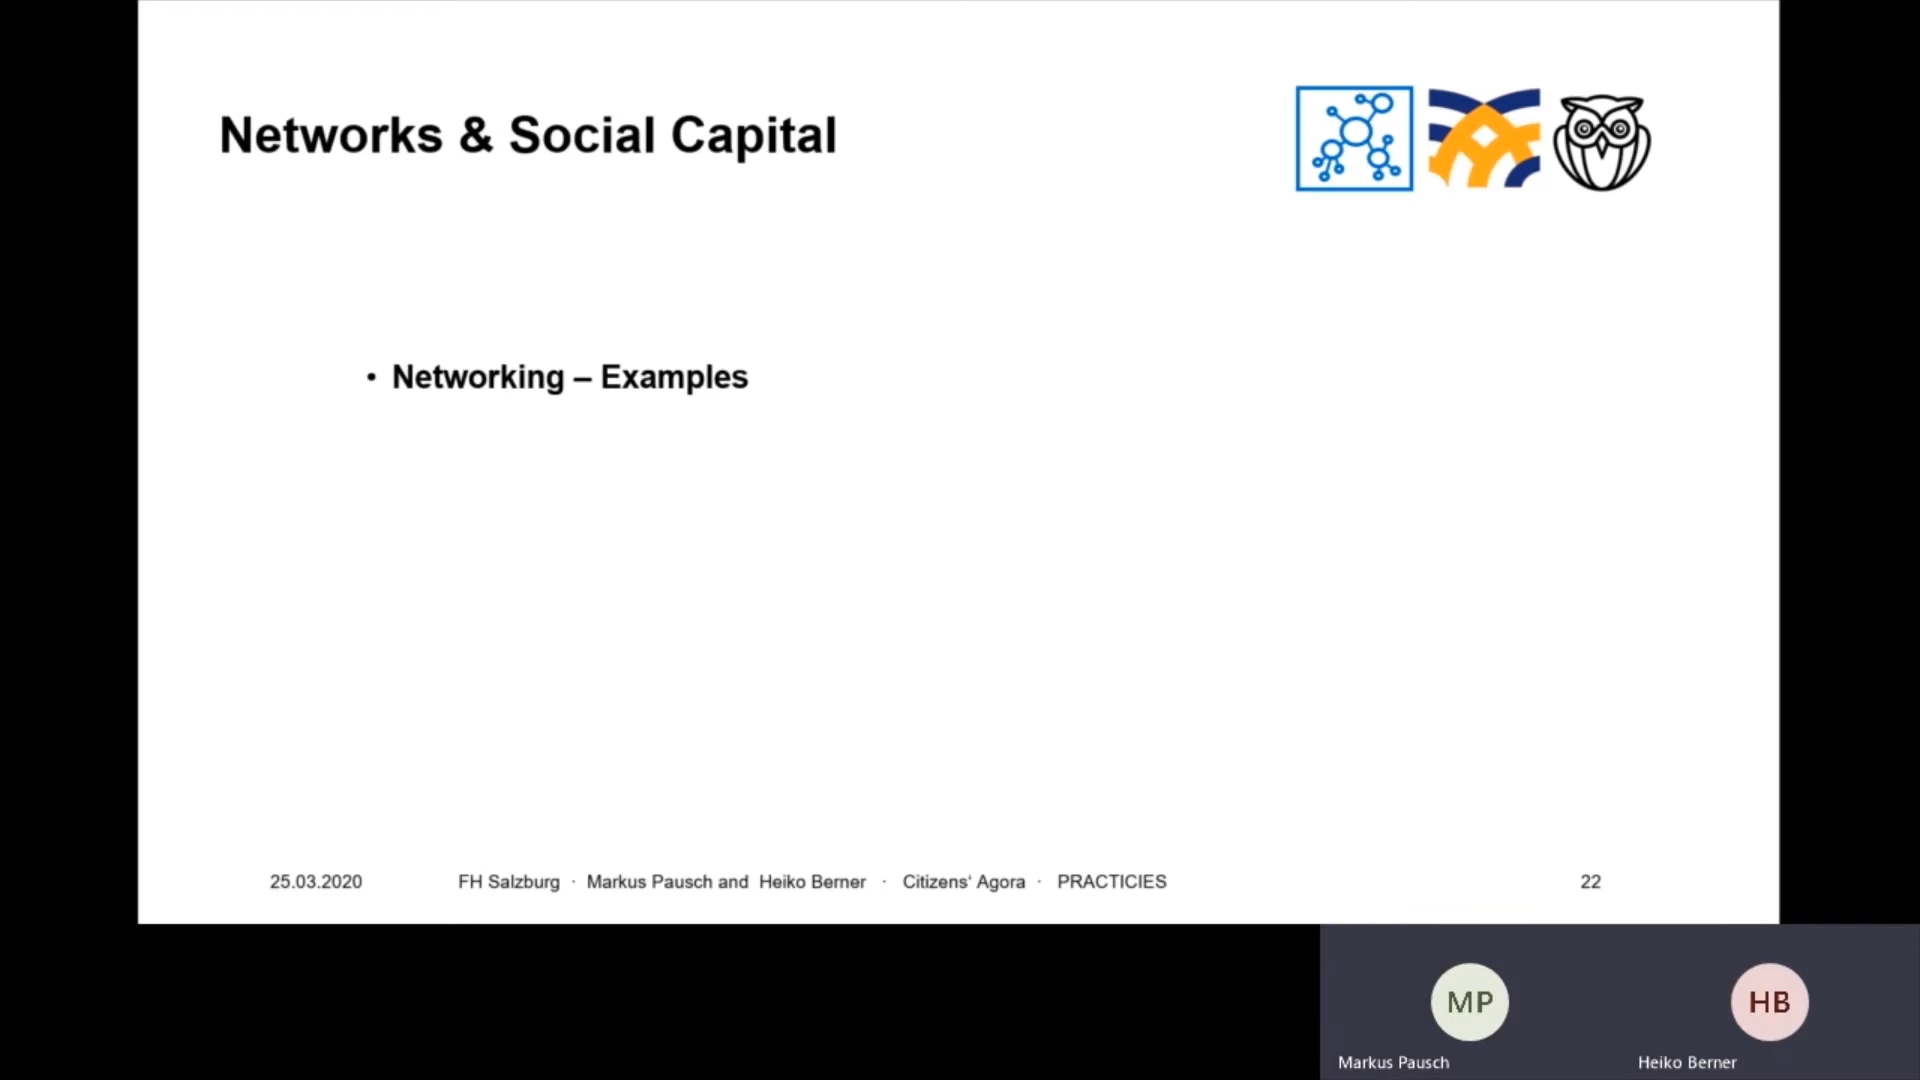 Networks & Social Capital
• Networking – Examples
25.03.2020 FH Salzburg · Markus Pausch and Heiko Berner · Citizens‘ Agora · PRACTICIES 22
MP HB
Markus Pausch Heiko Berner